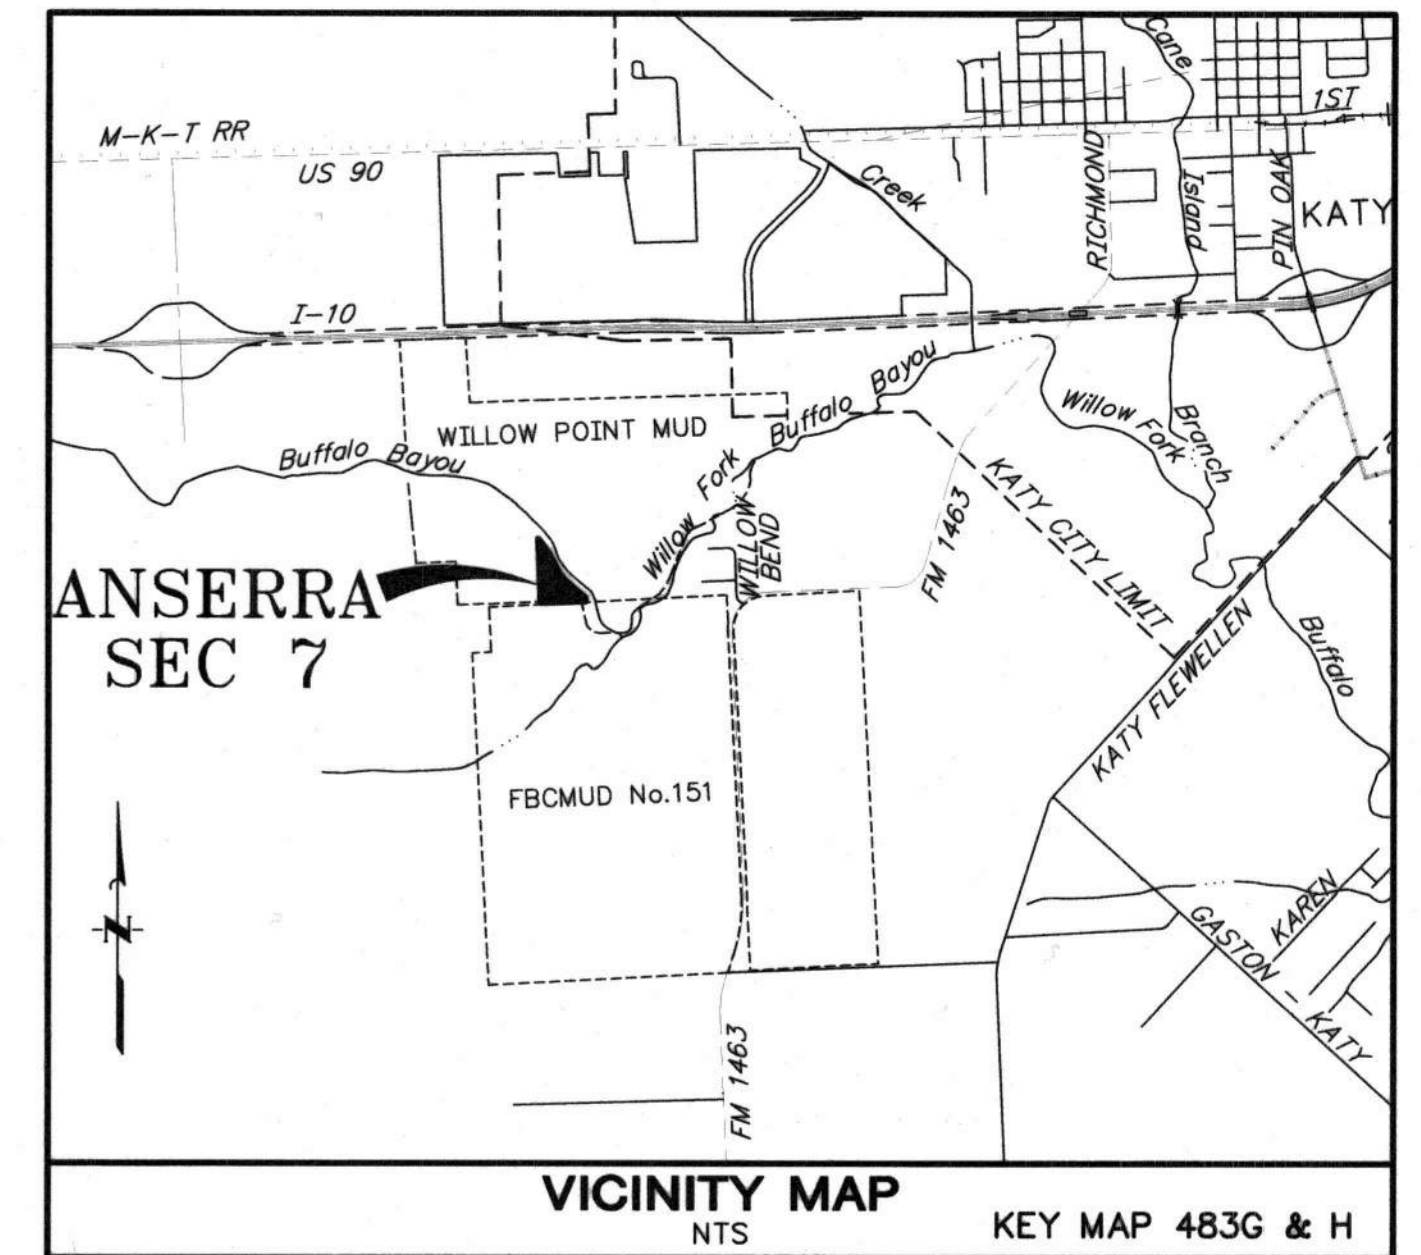 Cane
1ST
M-K-T RR
US 90
Creek
RICHMOND
Island
PIN OAK
KATY
I-10
Bayou
Buffalo
WILLOW POINT MUD
Buffalo Bayou
Willow Fork
Branch
Fork
Willow
WILLOW
BEND
FM 1463
KATY CITY LIMIT
ANSERRA
SEC 7
KATY FLEWELLEN
Buffalo
FBCMUD No.151
N
KAREN
GASTON - KATY
FM 1463
VICINITY MAP
NTS
KEY MAP 483G & H